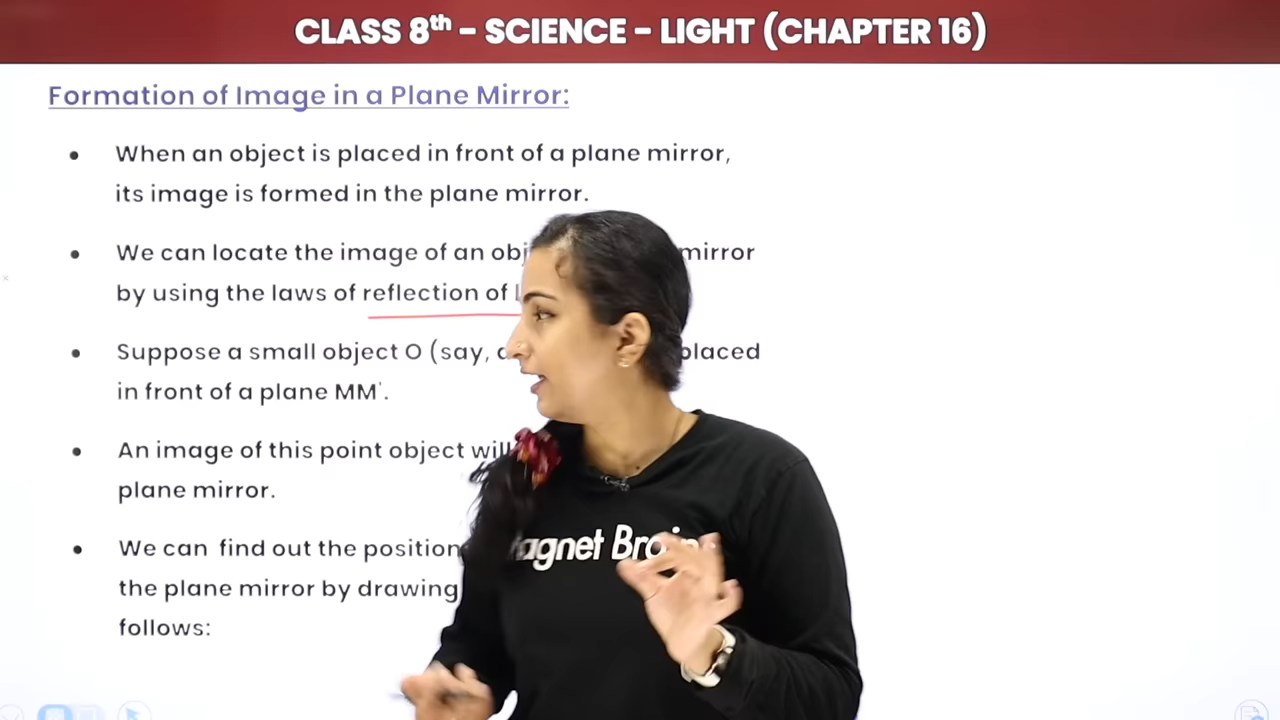 CLASS 8th – SCIENCE – LIGHT (CHAPTER 16)
Formation of Image in a Plane Mirror:
• When an object is placed in front of a plane mirror,
its image is formed in the plane mirror.
• We can locate the image of an mirror
by using the laws of reflection of
• Suppose a small object O (say, placed
in front of a plane MM'.
• An image of this point object will
plane mirror.
• We can find out the position
the plane mirror by drawing
follows: